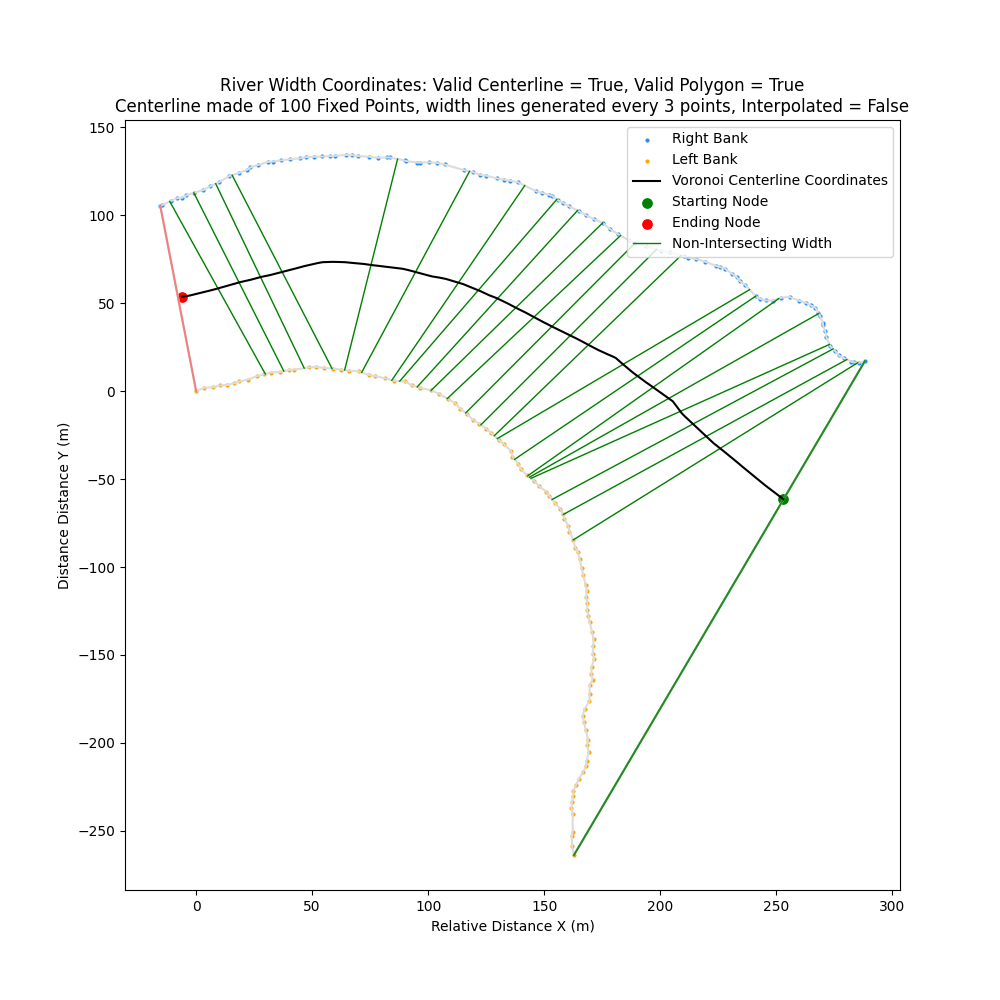 River Width Coordinates: Valid Centerline = True, Valid Polygon = True
Centerline made of 100 Fixed Points, width lines generated every 3 points, Interpolated = False
Right Bank
Left Bank
Voronoi Centerline Coordinates
Starting Node
Ending Node
Non-Intersecting Width
150
100
50
0
−50
−100
−150
−200
−250
Distance Distance Y (m)
0 50 100 150 200 250 300
Relative Distance X (m)